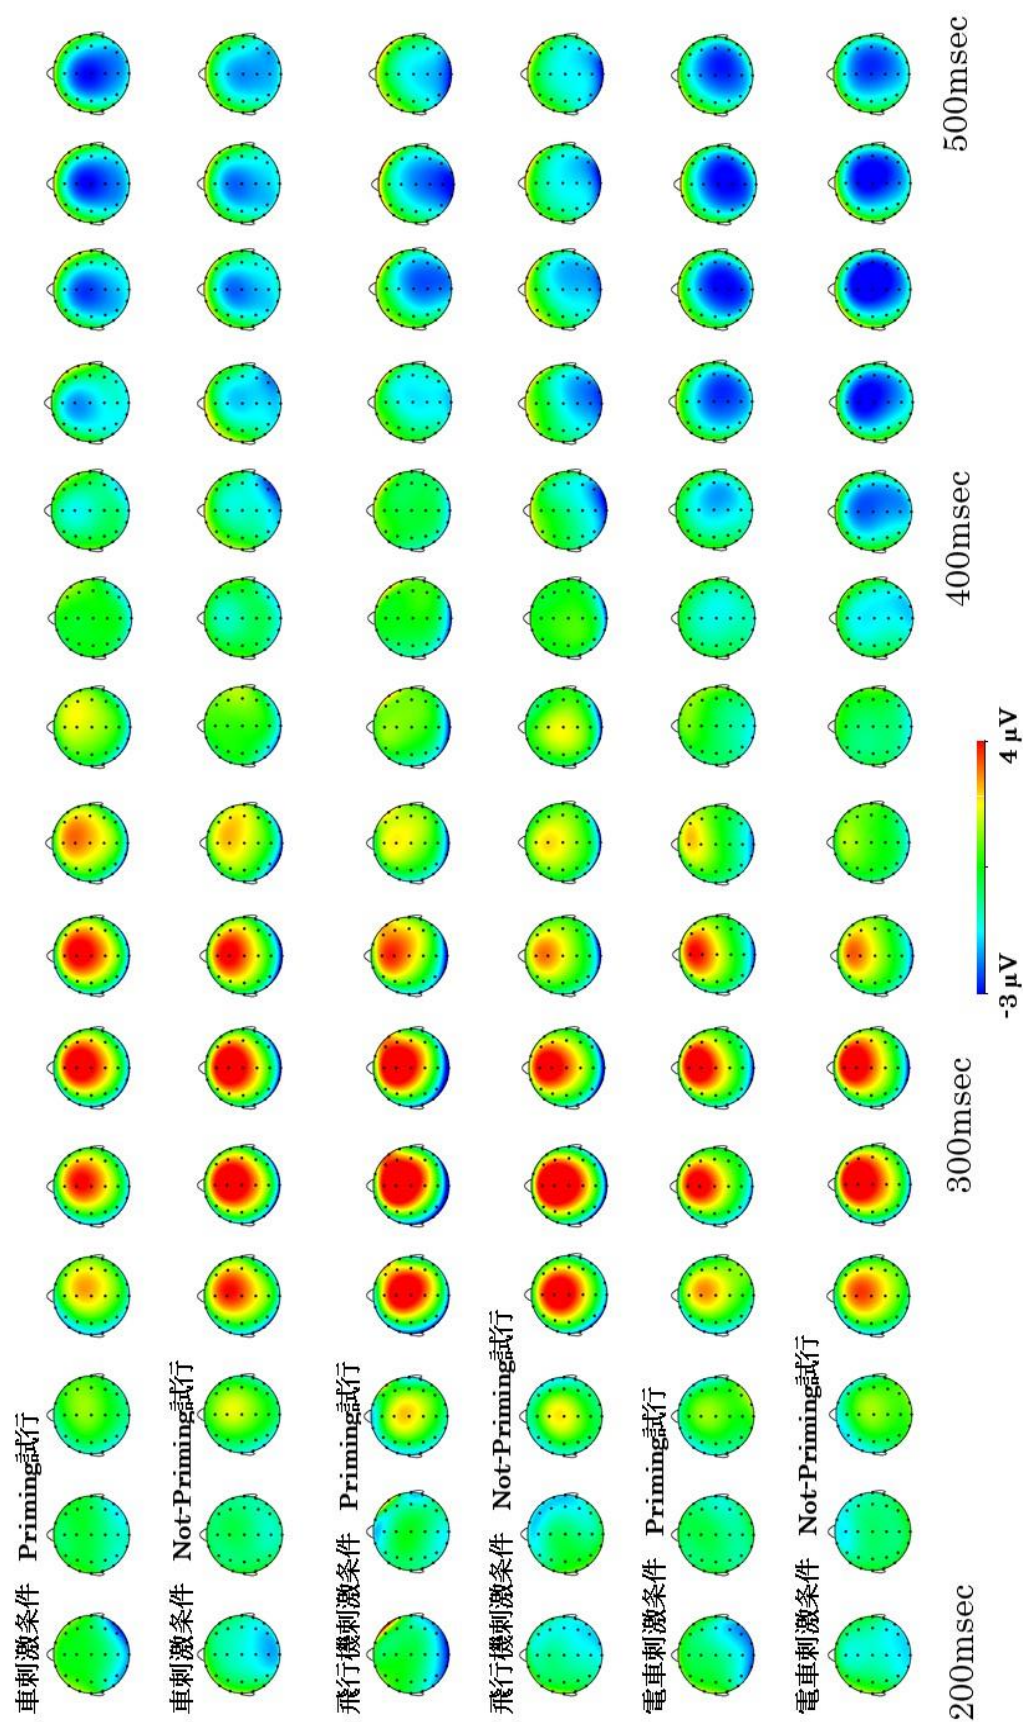 車刺激条件 Priming試行
車刺激条件 Not-Priming試行
飛行機刺激条件 Priming試行
飛行機刺激条件 Not-Priming試行
電車刺激条件 Priming試行
電車刺激条件 Not-Priming試行
200msec 300msec 400msec 500msec
-3μV 4μV